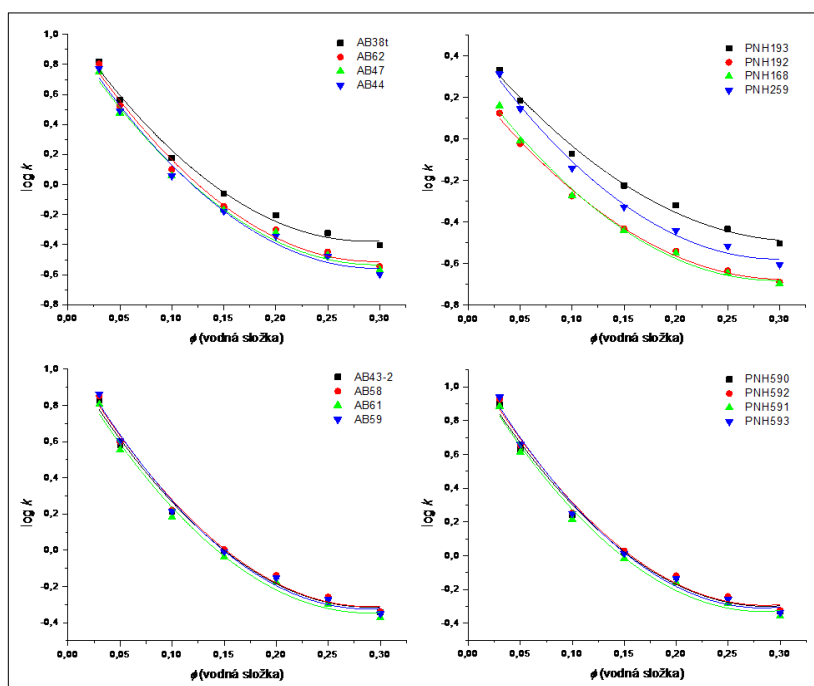 AB38t
AB62
AB47
AB44
1,0
0,8
0,6
0,4
0,2
0,0
-0,2
-0,4
-0,6
-0,8
log k
0,00 0,05 0,10 0,15 0,20 0,25 0,30
ϕ (vodná složka)
PNH193
PNH192
PNH168
PNH259
0,4
0,2
0,0
-0,2
-0,4
-0,6
-0,8
log k
0,00 0,05 0,10 0,15 0,20 0,25 0,30
ϕ (vodná složka)
AB43-2
AB58
AB61
AB59
1,0
0,8
0,6
0,4
0,2
0,0
-0,2
-0,4
log k
0,00 0,05 0,10 0,15 0,20 0,25 0,30
ϕ (vodná složka)
PNH590
PNH592
PNH591
PNH593
1,0
0,8
0,6
0,4
0,2
0,0
-0,2
-0,4
log k
0,00 0,05 0,10 0,15 0,20 0,25 0,30
ϕ (vodná složka)